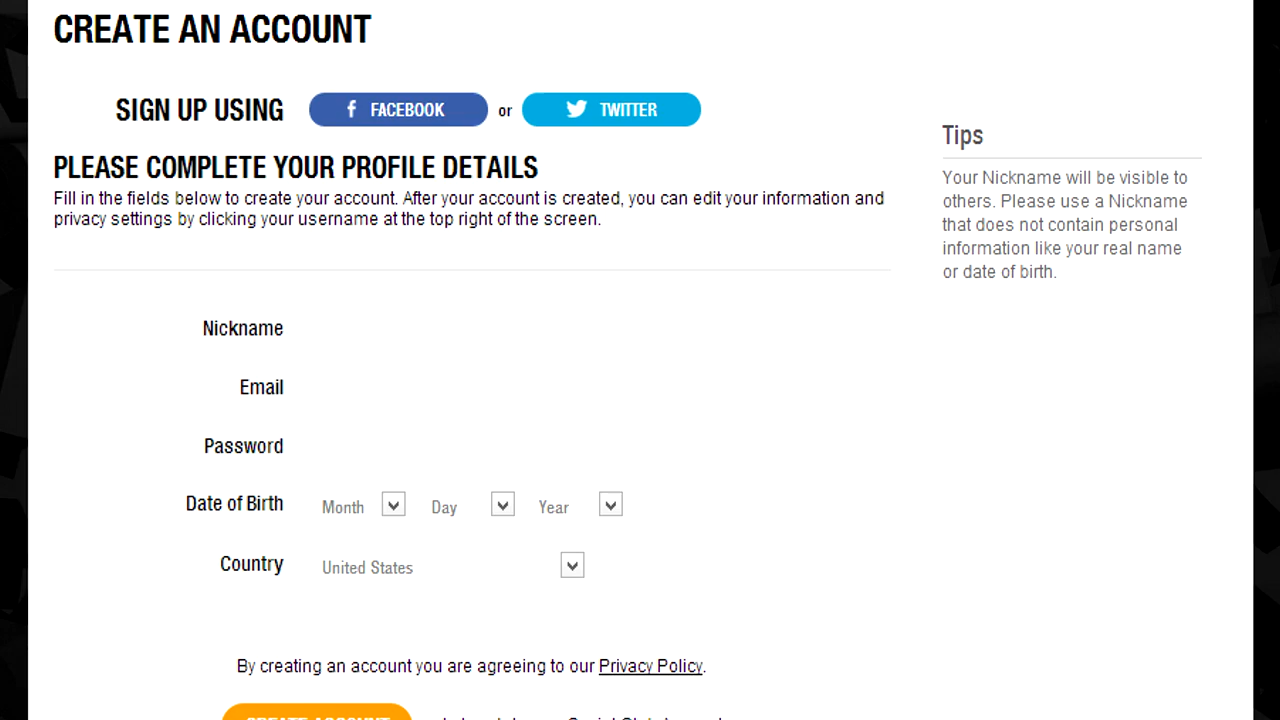 CREATE AN ACCOUNT
SIGN UP USING FACEBOOK or TWITTER
PLEASE COMPLETE YOUR PROFILE DETAILS
Fill in the fields below to create your account. After your account is created, you can edit your information and
privacy settings by clicking your username at the top right of the screen.
Tips
Your Nickname will be visible to
others. Please use a Nickname
that does not contain personal
information like your real name
or date of birth.
Nickname
Email
Password
Date of Birth Month Day Year
Country United States
By creating an account you are agreeing to our Privacy Policy.
CREATE ACCOUNT